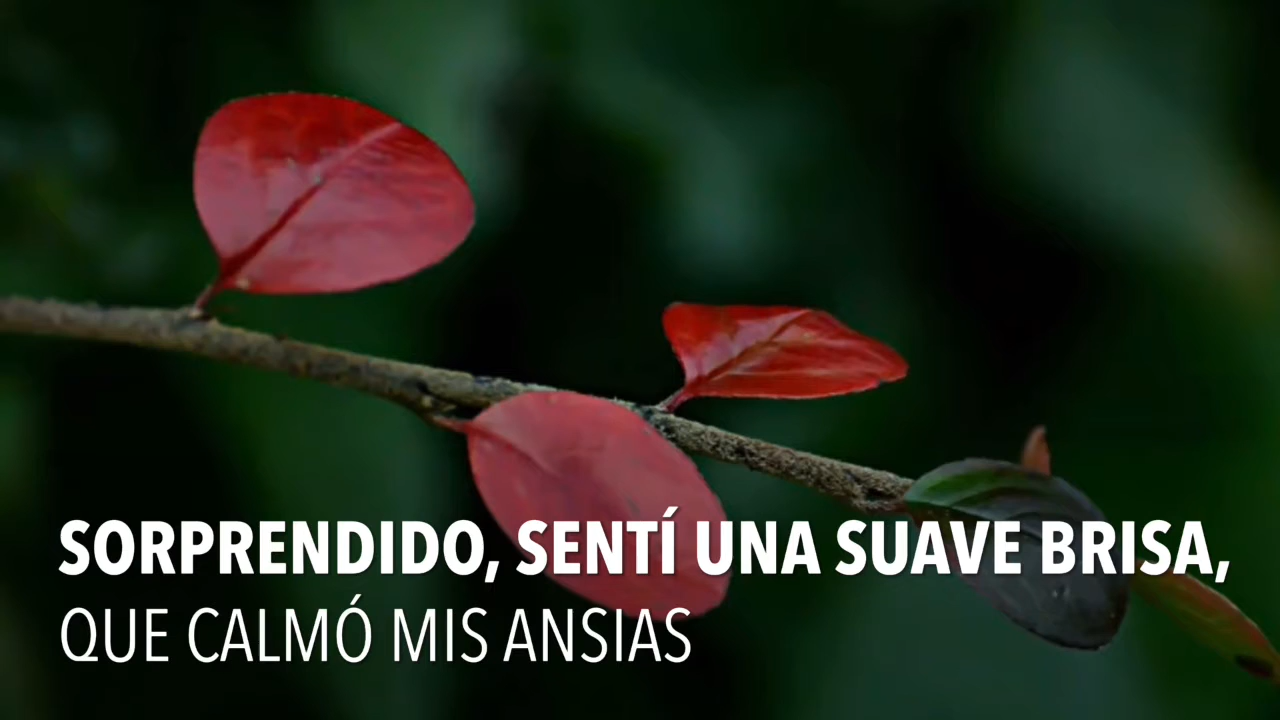 SORPRENDIDO, SENTÍ UNA SUAVE BRISA,
QUE CALMÓ MIS ANSIAS